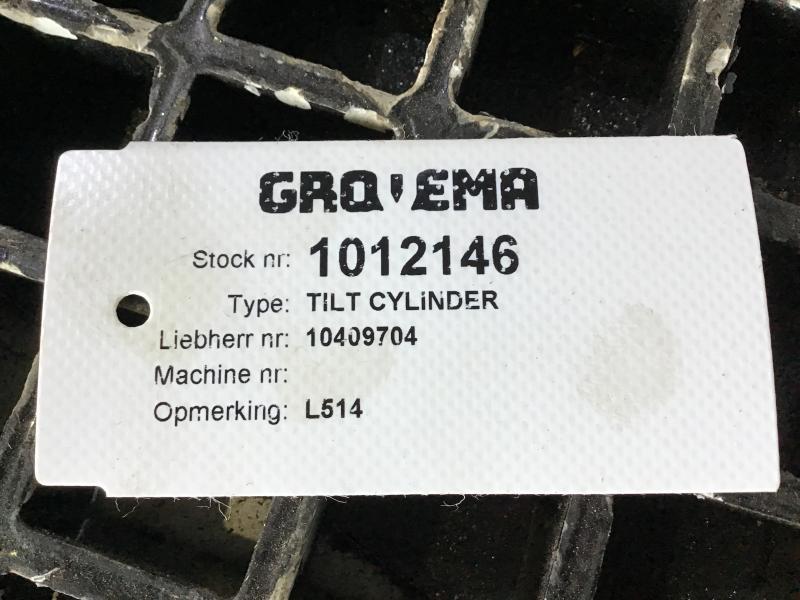 GROVEMA
Stock nr: 1012146
Type: TILT CYLINDER
Liebherr nr: 10409704
Machine nr:
Opmerking: L514